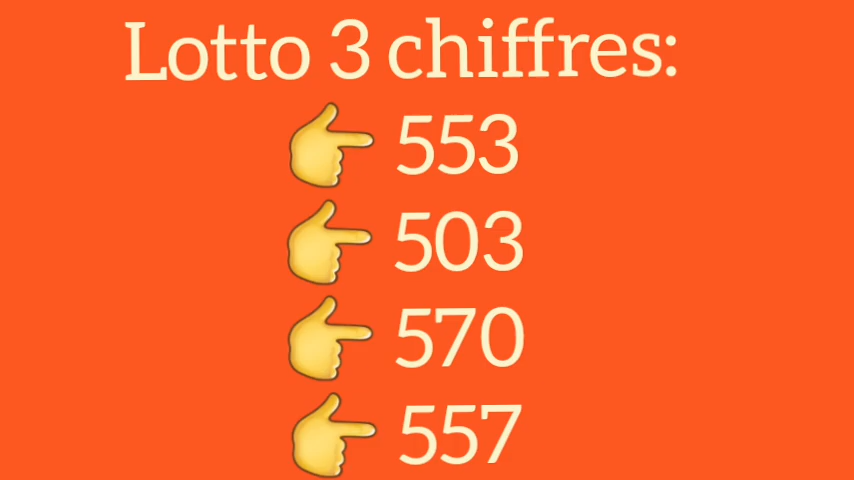 Lotto 3 chiffres:
👉 553
👉 503
👉 570
👉 557